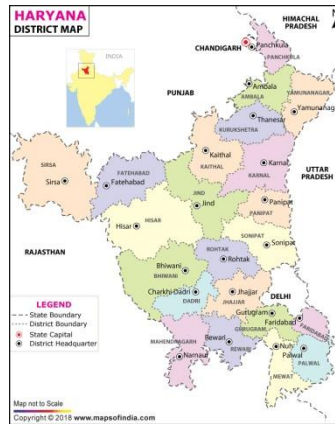 HARYANA
DISTRICT MAP
INDIA
HIMACHAL
PRADESH
CHANDIGARH
Panchkula
PANCHKULA
PUNJAB
Ambala
AMBALA
YAMUNANAGAR
Yamunanagar
Thanesar
KURUKSHETRA
Kaithal
KAITHAL
Karnal
KARNAL
UTTAR
PRADESH
SIRSA
Sirsa
FATEHABAD
Fatehabad
JIND
Jind
Panipat
PANIPAT
HISAR
Hisar
SONIPAT
Sonipat
RAJASTHAN
ROHTAK
Rohtak
Bhiwani
BHIWANI
Charkhi-Dadri
DADRI
Jhajjar
JHAJJAR
DELHI
Gurugram
GURUGRAM
Faridabad
FARIDABAD
MAHENDRAGARH
Narnaul
Rewari
REWARI
Nuh
Palwal
PALWAL
MEWAT
LEGEND
State Boundary
District Boundary
State Capital
District Headquarter
Map not to Scale
Copyright © 2018 www.mapsofindia.com